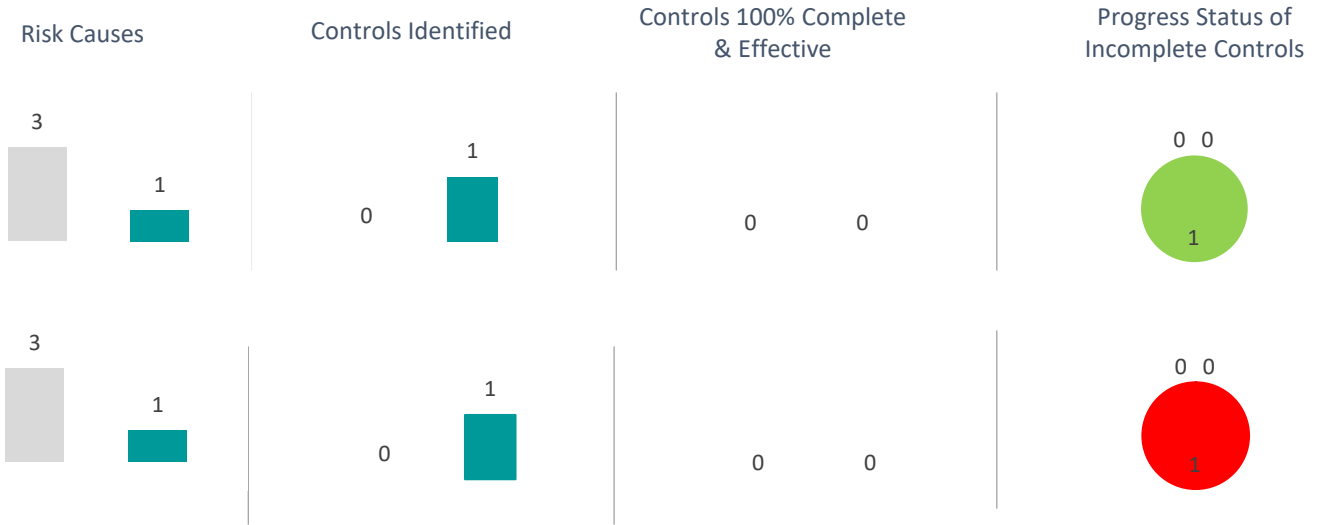 Risk Causes
Controls Identified
Controls 100% Complete
& Effective
Progress Status of
Incomplete Controls
3
1
0
1
0
0
0 0
1
3
1
0
1
0
0
0 0
1